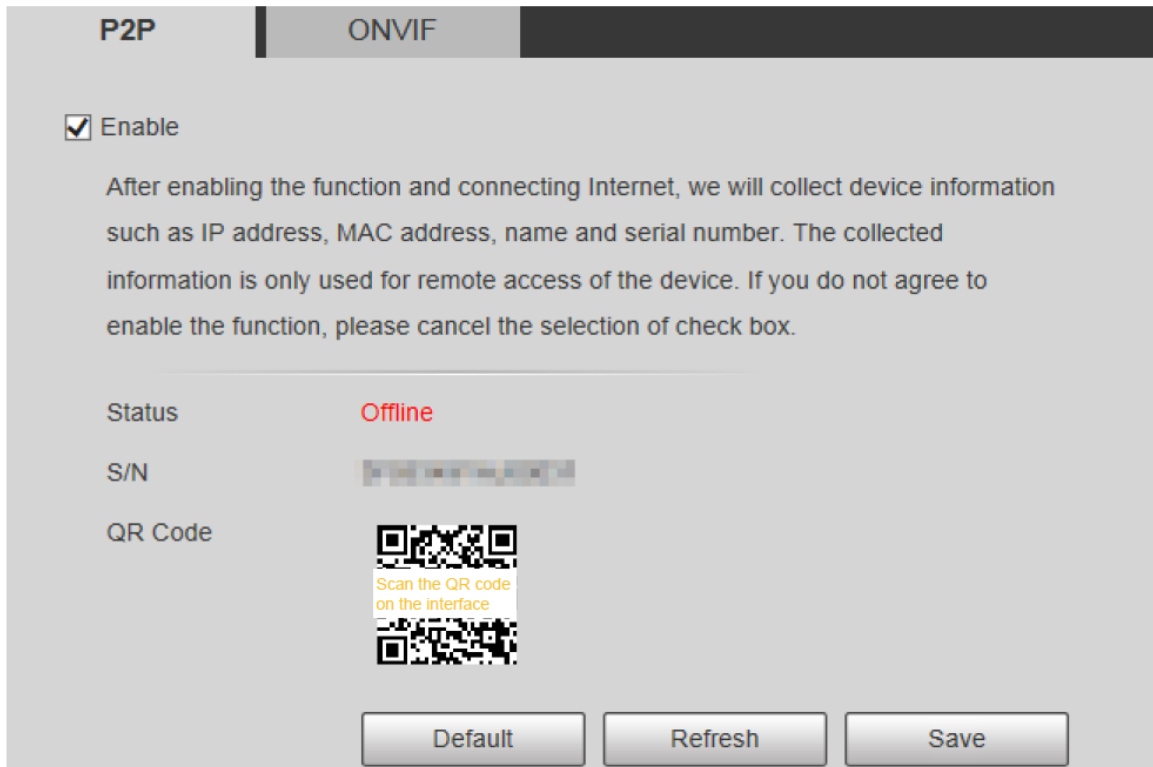 P2P ONVIF
Enable
After enabling the function and connecting Internet, we will collect device information
such as IP address, MAC address, name and serial number. The collected
information is only used for remote access of the device. If you do not agree to
enable the function, please cancel the selection of check box.
Status Offline
S/N
QR Code
Scan the QR code
on the interface
Default Refresh Save